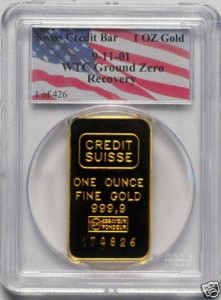 Swiss Credit Bar 1 OZ Gold
9-11-01
WTC Ground Zero
Recovery
1 of 426
CREDIT
SUISSE
ONE OUNCE
FINE GOLD
999,9
ESSAYEUR
FONDEUR
174826